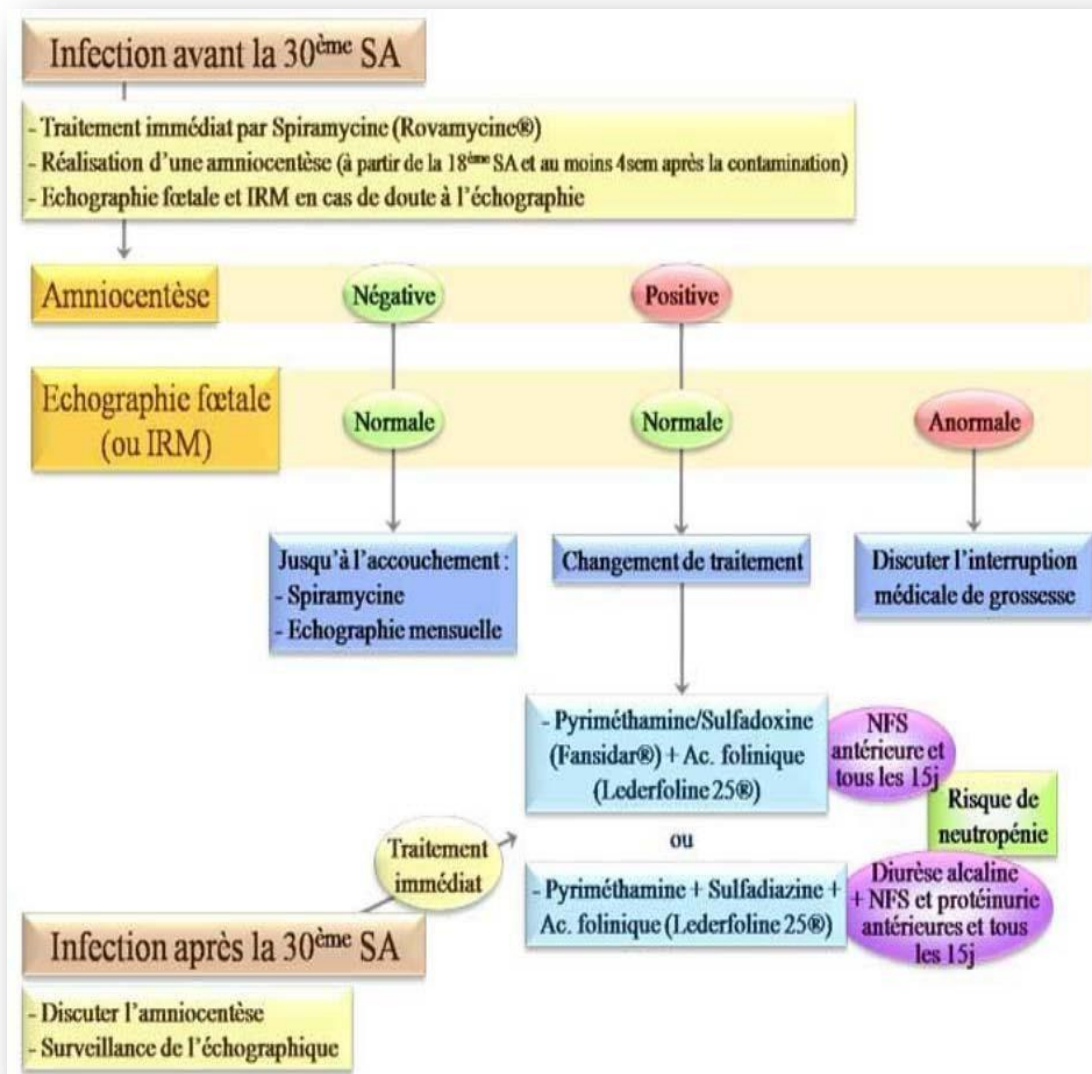 Infection avant la 30ème SA
- Traitement immédiat par Spiramycine (Rovamycine®)
- Réalisation d'une amniocentèse (à partir de la 18ème SA et au moins 4sem après la contamination)
- Echographie fœtale et IRM en cas de doute à l'échographie
Amniocentèse
Négative
Positive
Echographie fœtale
(ou IRM)
Normale
Normale
Anormale
Jusqu'à l'accouchement :
- Spiramycine
- Echographie mensuelle
Changement de traitement
Discuter l'interruption
médicale de grossesse
- Pyriméthamine/Sulfadoxine
(Fansidar®) + Ac. folinique
(Lederfoline 25®)
NFS
antérieure et
tous les 15j
Risque de
neutropénie
ou
Traitement
immédiat
- Pyriméthamine + Sulfadiazine +
Ac. folinique (Lederfoline 25®)
Diurèse alcaline
+ NFS et protéinurie
antérieures et tous
les 15j
Infection après la 30ème SA
- Discuter l'amniocentèse
- Surveillance de l'échographique